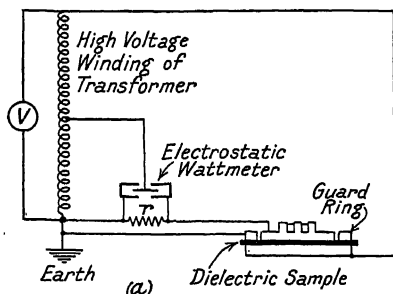 High Voltage
Winding of
Transformer
V
Electrostatic
Wattmeter
r
Guard
Ring
Earth
Dielectric Sample
(a)